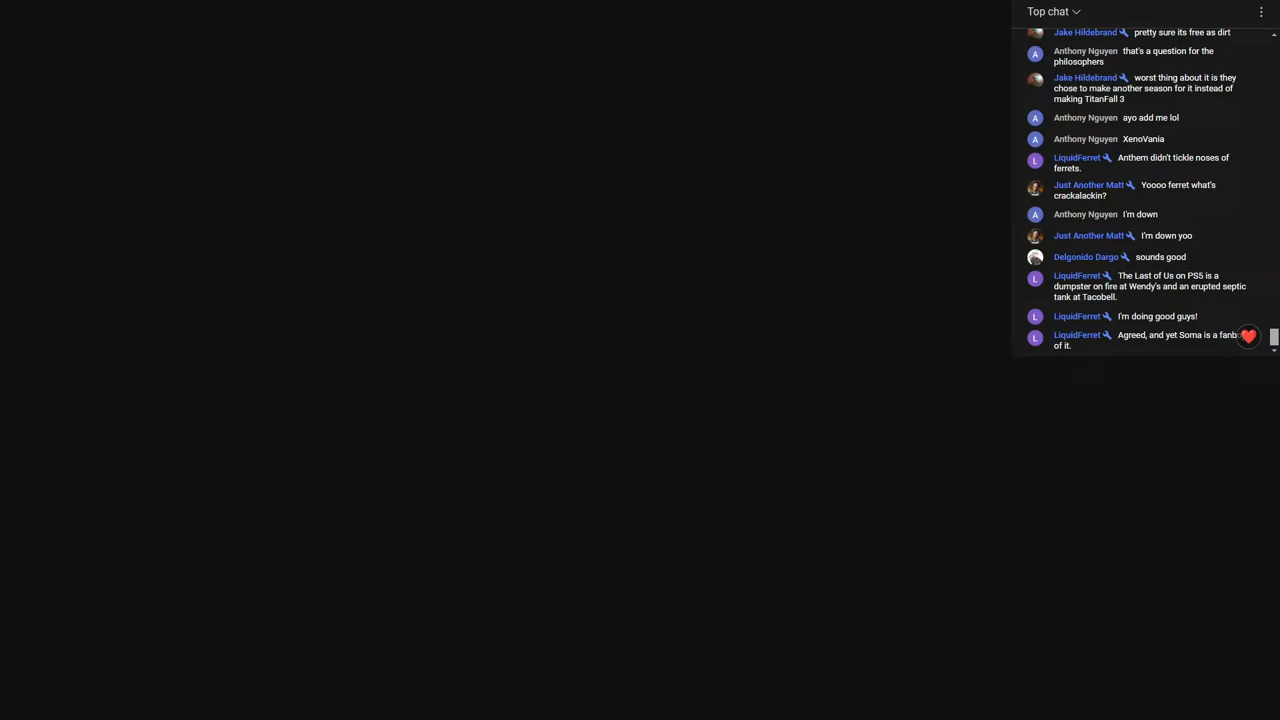 Top chat
Jake Hildebrand pretty sure its free as dirt
Anthony Nguyen that's a question for the
philosophers
Jake Hildebrand worst thing about it is they
chose to make another season for it instead of
making TitanFall 3
A Anthony Nguyen ayo add me lol
A Anthony Nguyen XenoVania
L LiquidFerret Anthem didn't tickle noses of
ferrets.
Just Another Matt Yoooo ferret what's
crackalackin?
A Anthony Nguyen I'm down
Just Another Matt I'm down yoo
Delgonido Dargo sounds good
L LiquidFerret The Last of Us on PS5 is a
dumpster on fire at Wendy's and an erupted septic
tank at Tacobell.
L LiquidFerret I'm doing good guys!
L LiquidFerret Agreed, and yet Soma is a
of it.